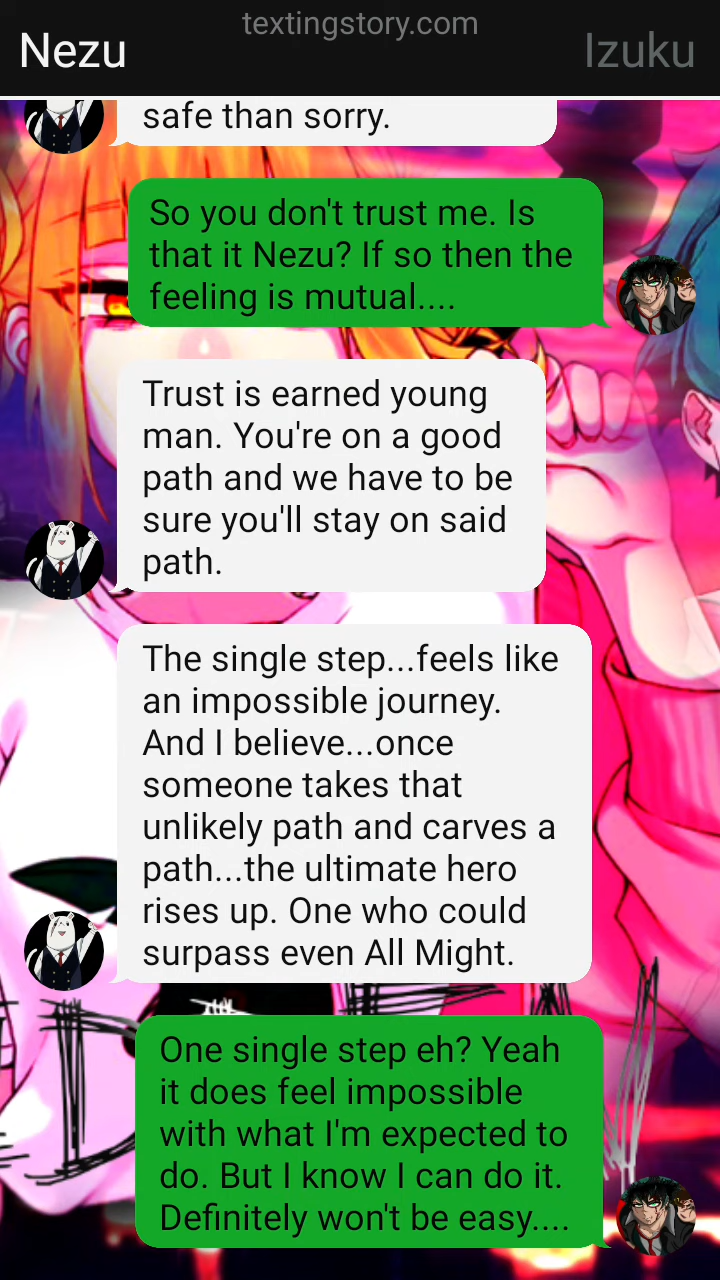 textingstory.com
Nezu
Izuku
safe than sorry.
So you don't trust me. Is
that it Nezu? If so then the
feeling is mutual....
Trust is earned young
man. You're on a good
path and we have to be
sure you'll stay on said
path.
The single step...feels like
an impossible journey.
And I believe...once
someone takes that
unlikely path and carves a
path...the ultimate hero
rises up. One who could
surpass even All Might.
One single step eh? Yeah
it does feel impossible
with what I'm expected to
do. But I know I can do it.
Definitely won't be easy....